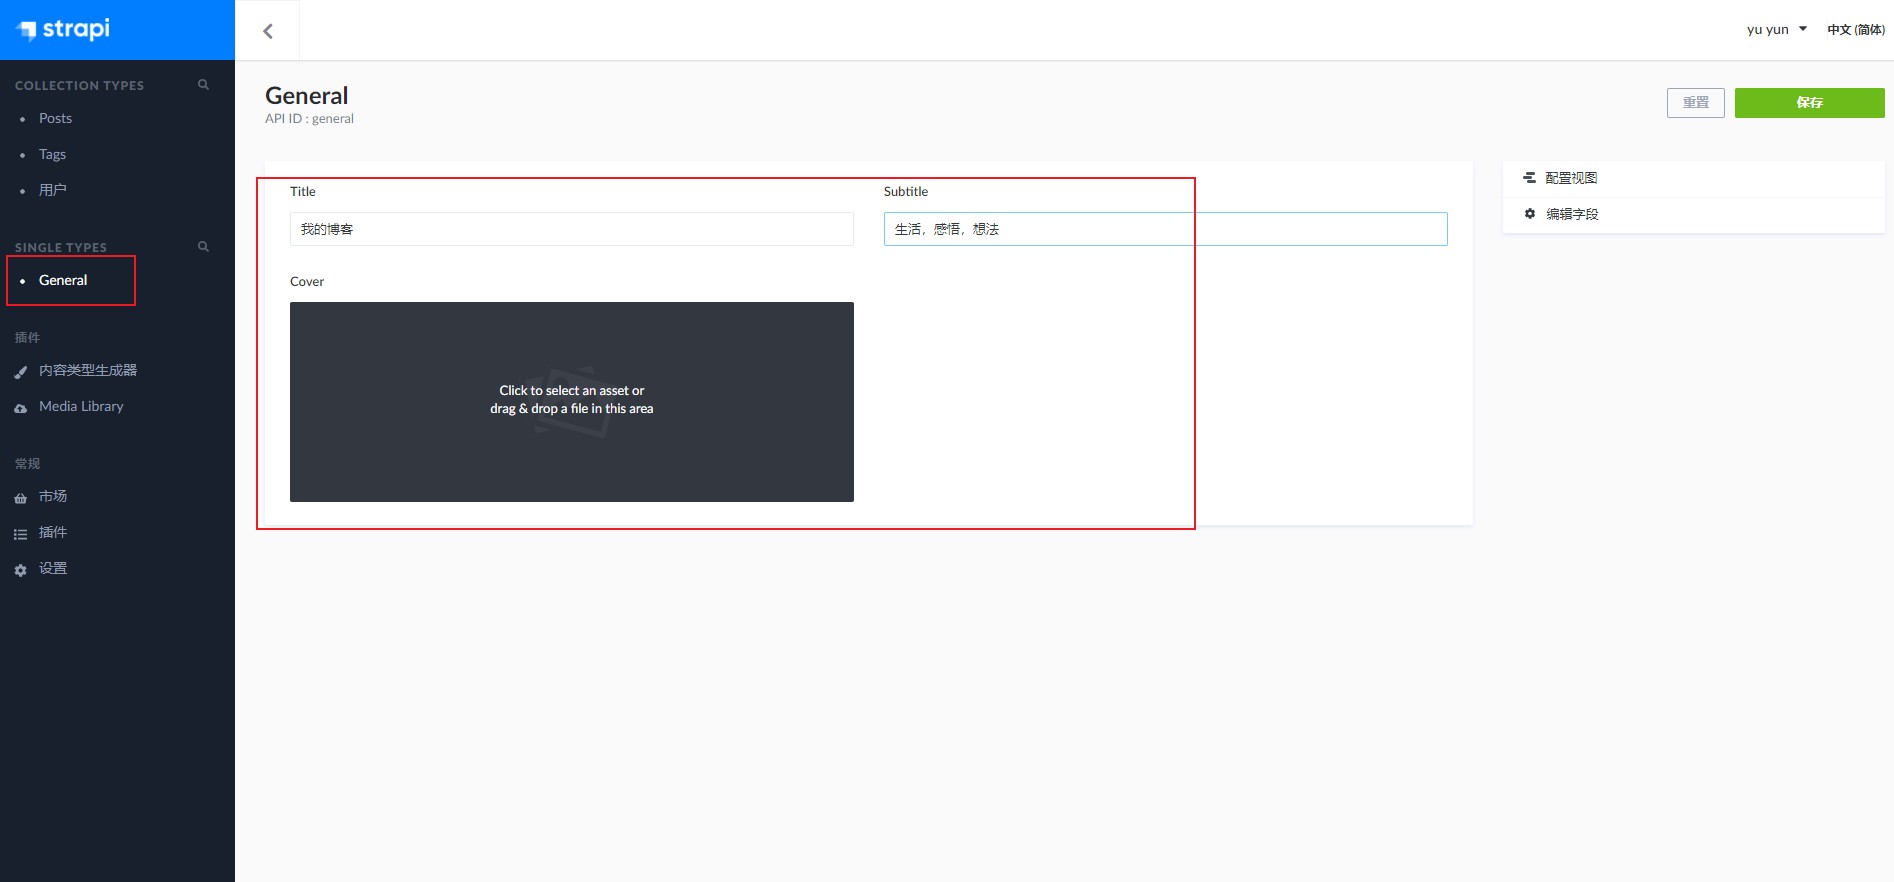 strapi
yu yun
中文 (简体)
COLLECTION TYPES
Posts
Tags
用户
SINGLE TYPES
General
插件
内容类型生成器
Media Library
常规
市场
插件
设置
General
API ID : general
重置
保存
Title
Subtitle
我的博客
生活，感悟，想法
Cover
Click to select an asset or
drag & drop a file in this area
配置视图
编辑字段